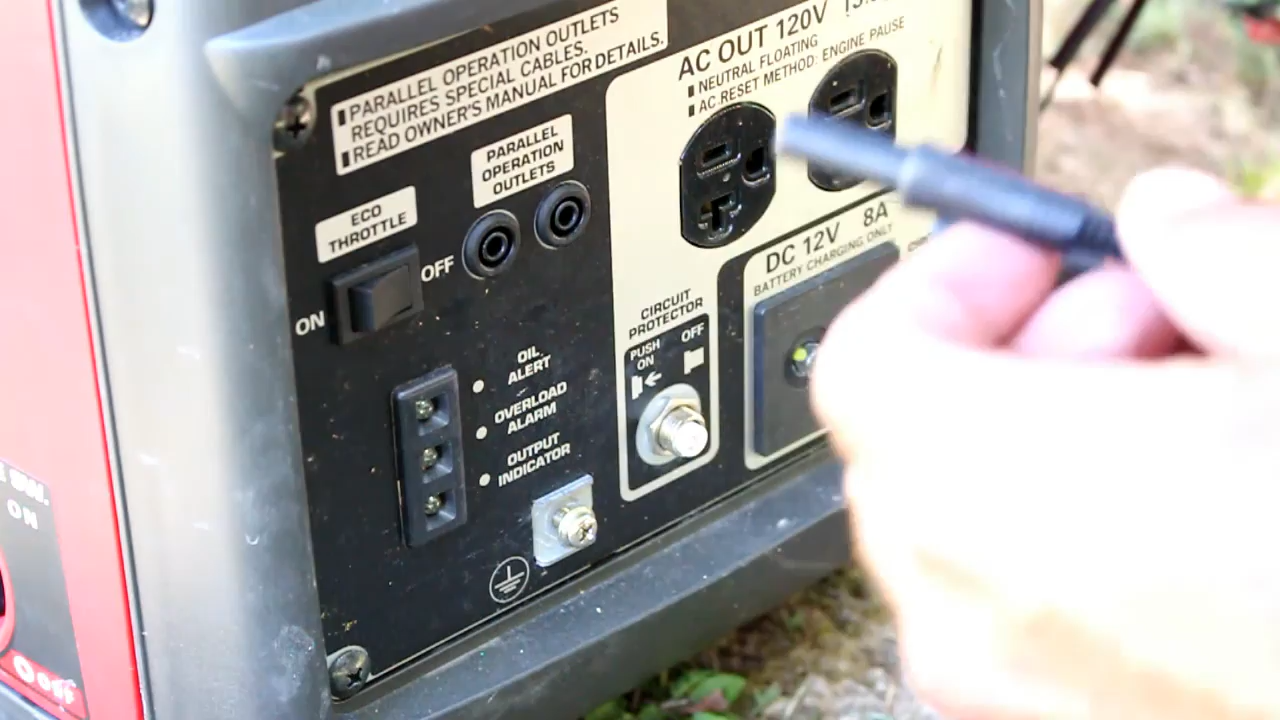 PARALLEL OPERATION OUTLETS
REQUIRES SPECIAL CABLES.
READ OWNER'S MANUAL FOR DETAILS.
PARALLEL
OPERATION
OUTLETS
ECO
THROTTLE
OFF
ON
OIL
ALERT
OVERLOAD
ALARM
OUTPUT
INDICATOR
AC OUT 120V
NEUTRAL FLOATING
AC RESET METHOD: ENGINE PAUSE
CIRCUIT
PROTECTOR
PUSH
ON
OFF
DC 12V 8A
BATTERY CHARGING ONLY
ON
OFF